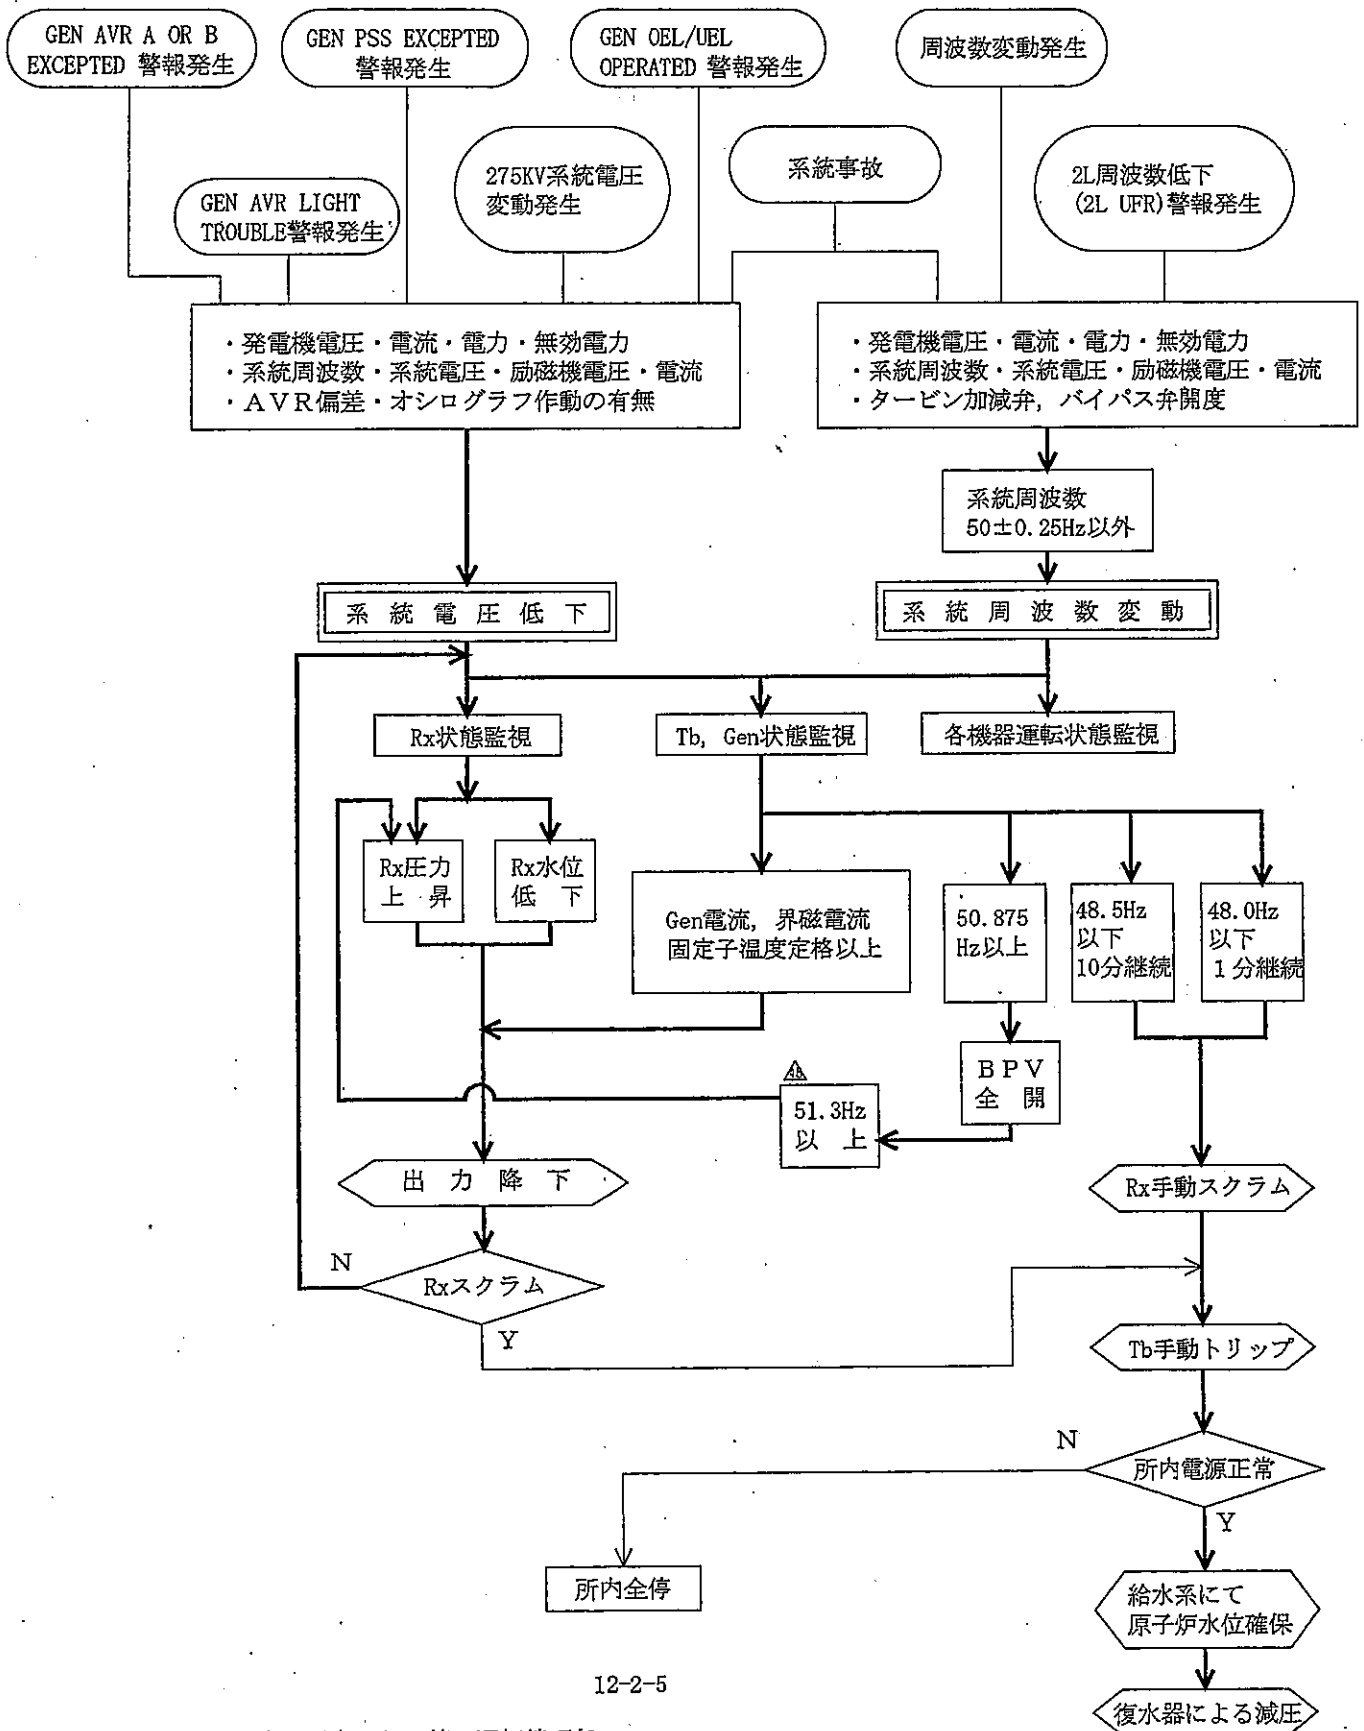 GEN AVR A OR B
EXCEPTED 警報発生
GEN PSS EXCEPTED
警報発生
GEN OEL/UEL
OPERATED 警報発生
周波数変動発生
GEN AVR LIGHT
TROUBLE警報発生
275KV系統電圧
変動発生
系統事故
2L周波数低下
(2L UFR)警報発生
・発電機電圧・電流・電力・無効電力
・系統周波数・系統電圧・励磁機電圧・電流
・AVR偏差・オシログラフ作動の有無
・発電機電圧・電流・電力・無効電力
・系統周波数・系統電圧・励磁機電圧・電流
・タービン加減弁，バイパス弁開度
系統周波数
50±0.25Hz以外
系統電圧低下
系統周波数変動
Rx状態監視
Tb, Gen状態監視
各機器運転状態監視
Rx圧力
上昇
Rx水位
低下
Gen電流，界磁電流
固定子温度定格以上
50.875
Hz以上
48.5Hz
以下
10分継続
48.0Hz
以下
1分継続
BPV
全開
51.3Hz
以上
出力降下
Rx手動スクラム
N
Rxスクラム
Y
Tb手動トリップ
N
所内電源正常
Y
所内全停
給水系にて
原子炉水位確保
12-2-5
復水器による減圧